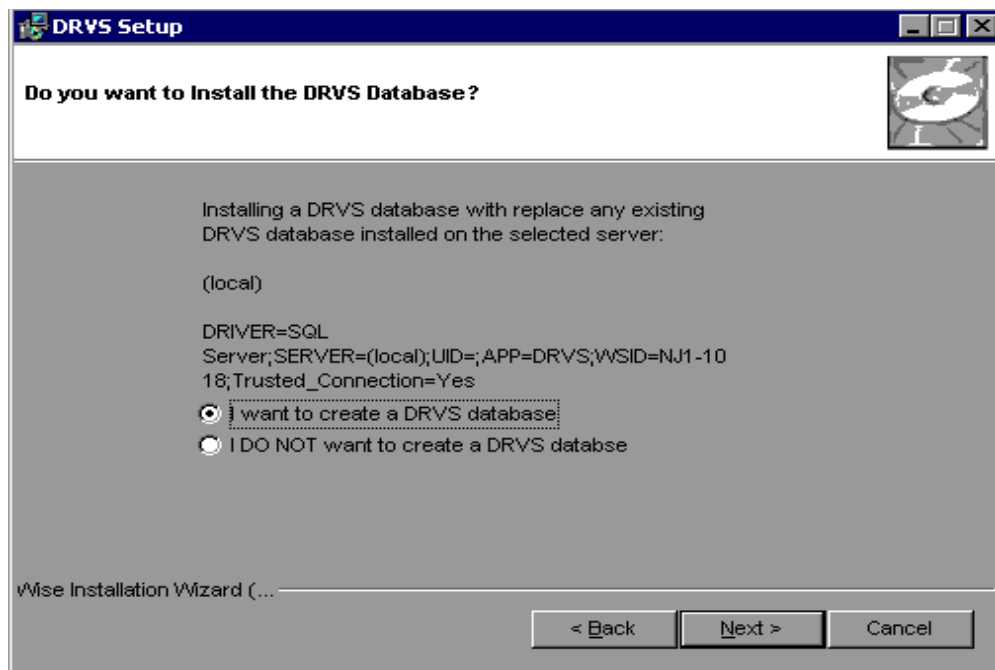 DRVS Setup
Do you want to Install the DRVS Database?
Installing a DRVS database with replace any existing
DRVS database installed on the selected server:
(local)
DRIVER=SQL
Server;SERVER=(local);UID=;APP=DRVS;WSID=NJ1-10
18;Trusted_Connection=Yes
I want to create a DRVS database
I DO NOT want to create a DRVS databse
Wise Installation Wizard (...
< Back
Next >
Cancel